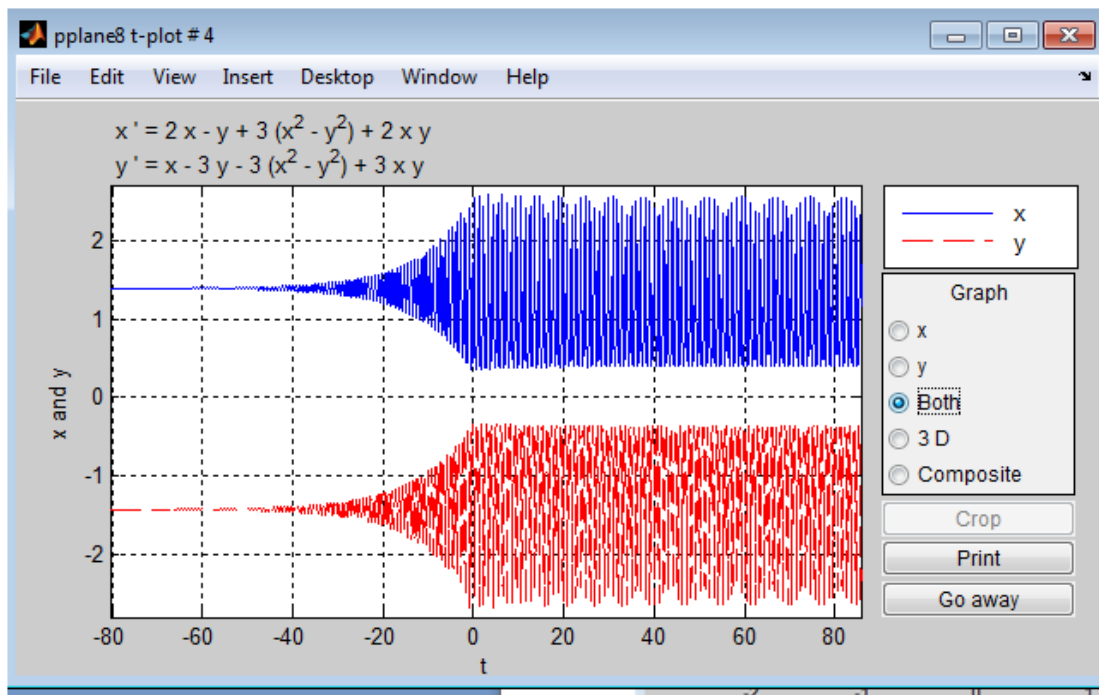 pplane8 t-plot # 4
File Edit View Insert Desktop Window Help
x ' = 2 x - y + 3 (x² - y²) + 2 x y
y ' = x - 3 y - 3 (x² - y²) + 3 x y
x
y
Graph
x
y
Both
3 D
Composite
Crop
Print
Go away
x and y
2
1
0
-1
-2
-80 -60 -40 -20 0 20 40 60 80
t